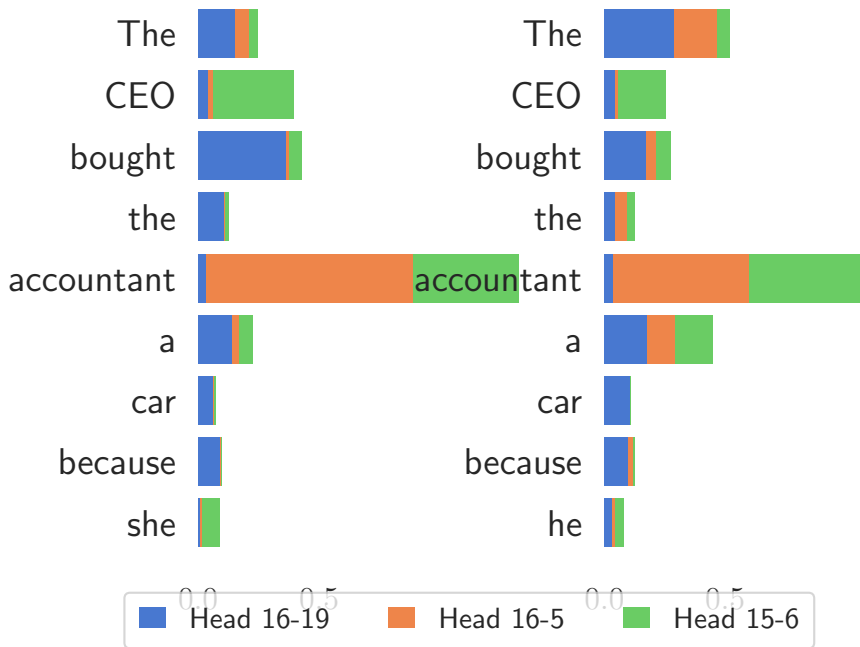 The The
CEO CEO
bought bought
the the
accountant accountant
a a
car car
because because
she he
0.0 0.5 0.0 0.5
Head 16-19 Head 16-5 Head 15-6